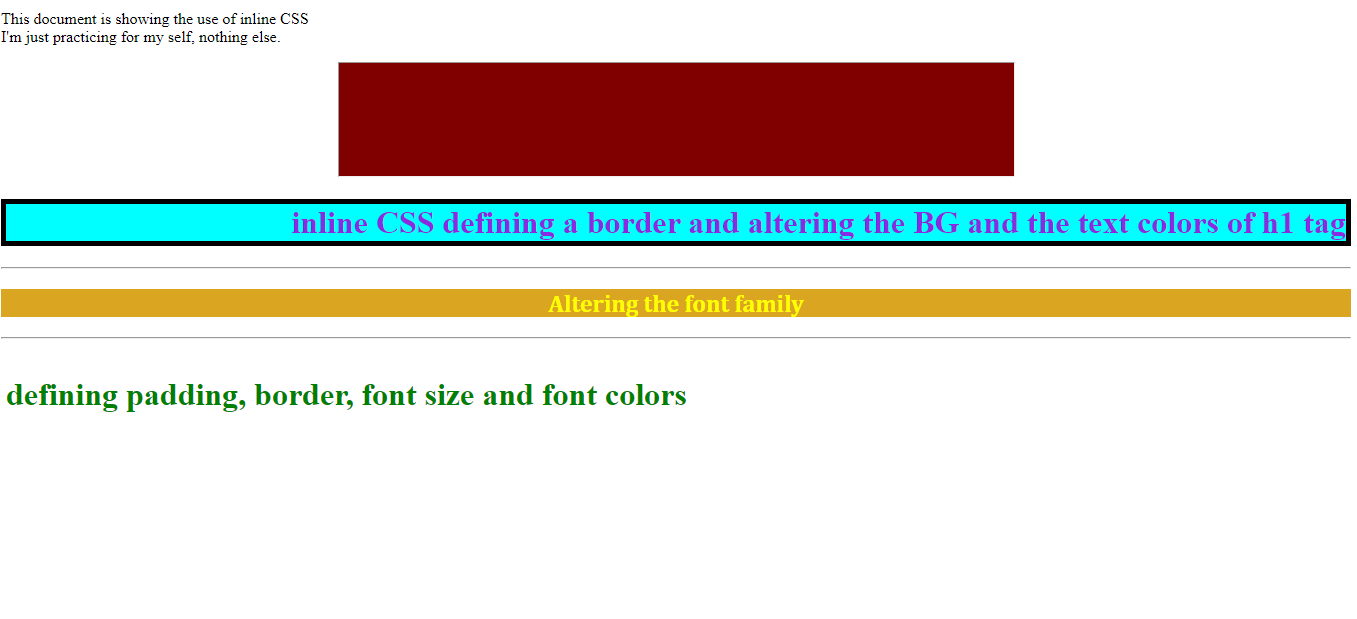 This document is showing the use of inline CSS
I'm just practicing for my self, nothing else.
inline CSS defining a border and altering the BG and the text colors of h1 tag
Altering the font family
defining padding, border, font size and font colors